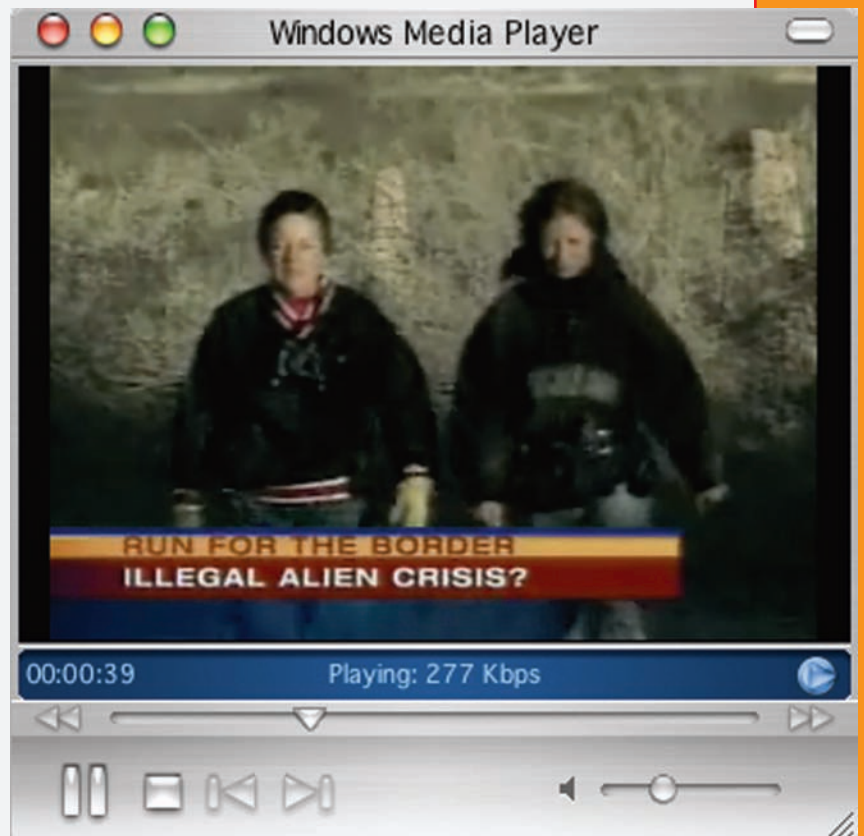 Windows Media Player
RUN FOR THE BORDER
ILLEGAL ALIEN CRISIS?
00:00:39 Playing: 277 Kbps